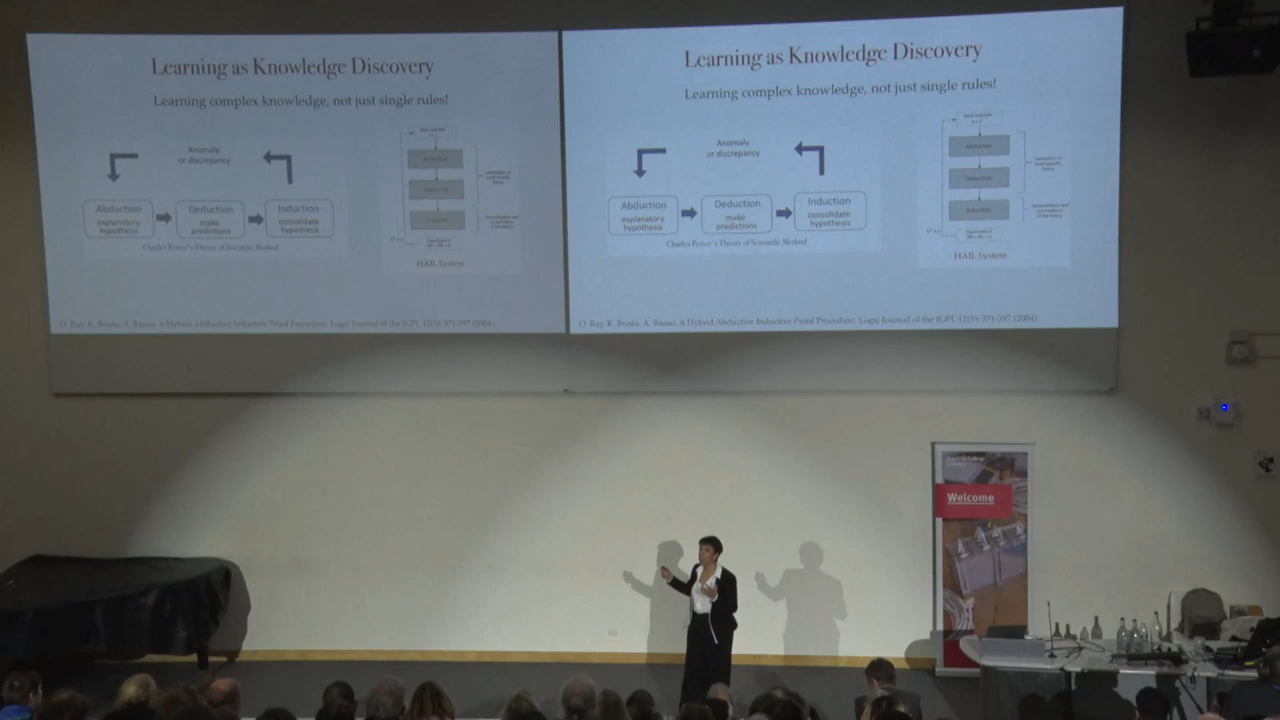 Learning as Knowledge Discovery
Learning complex knowledge, not just single rules!
Anomaly
or discrepancy
Abduction
explanatory
hypothesis
Deduction
make
predictions
Induction
consolidate
hypothesis
Charles Peirce's Theory of Scientific Method
HAIL System
O. Ray, K. Broda, A. Russo, A Hybrid Abductive Inductive Proof Procedure. Logic Journal of the IGPL 12(5): 371-397 (2004)
Learning as Knowledge Discovery
Learning complex knowledge, not just single rules!
Anomaly
or discrepancy
Abduction
explanatory
hypothesis
Deduction
make
predictions
Induction
consolidate
hypothesis
Charles Peirce's Theory of Scientific Method
Abduction
Deduction
Induction
HAIL System
O. Ray, K. Broda, A. Russo, A Hybrid Abductive Inductive Proof Procedure. Logic Journal of the IGPL 12(5): 371-397 (2004)
Welcome